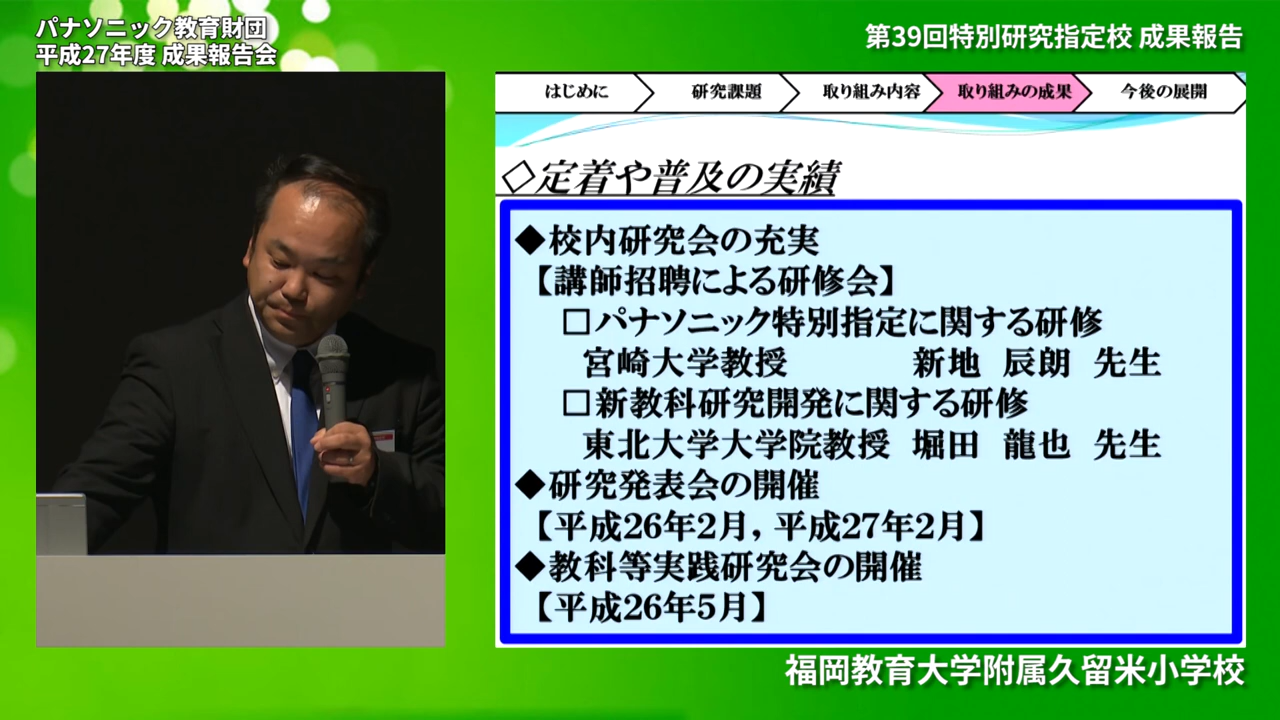 パナソニック教育財団
平成27年度 成果報告会
第39回特別研究指定校 成果報告
はじめに
研究課題
取り組み内容
取り組みの成果
今後の展開
◇定着や普及の実績
◆校内研究会の充実
【講師招聘による研修会】
□パナソニック特別指定に関する研修
宮崎大学教授 新地 辰朗 先生
□新教科研究開発に関する研修
東北大学大学院教授 堀田 龍也 先生
◆研究発表会の開催
【平成26年2月，平成27年2月】
◆教科等実践研究会の開催
【平成26年5月】
福岡教育大学附属久留米小学校